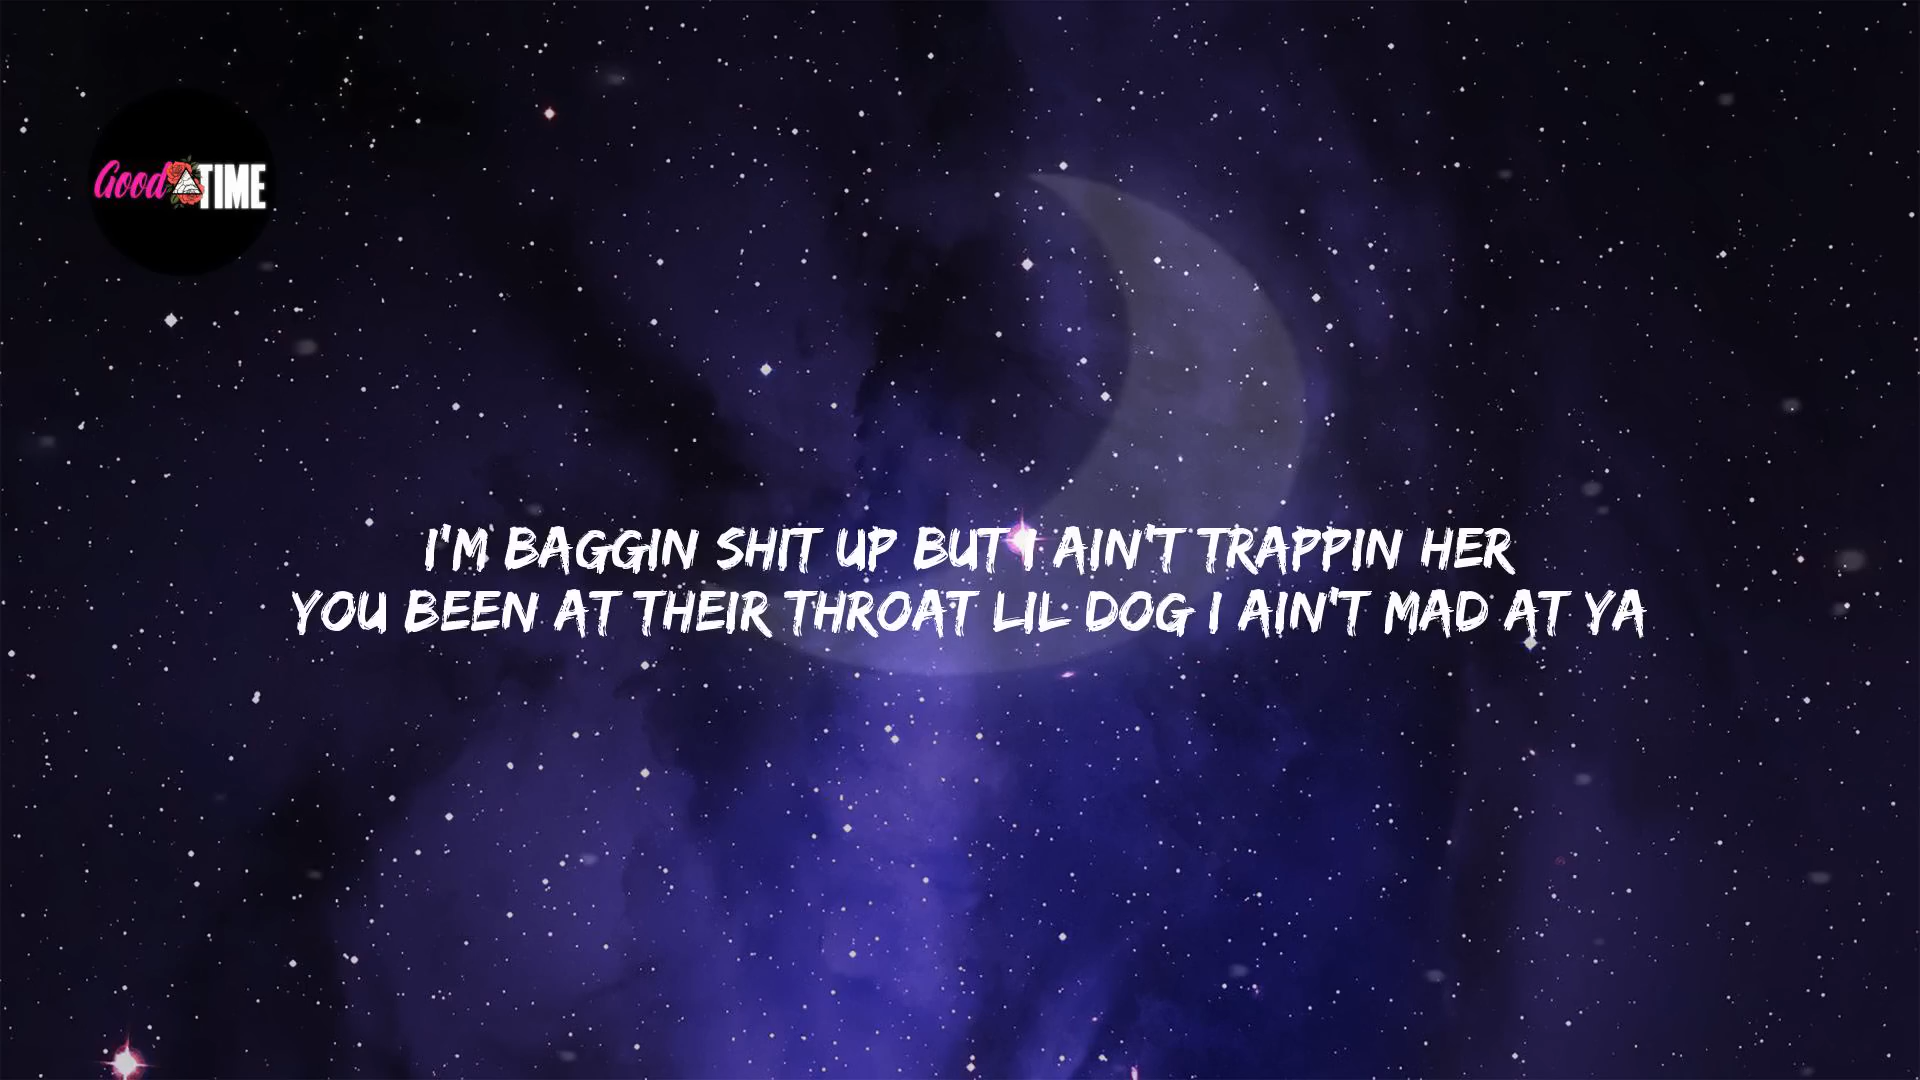 Good TIME
I'M BAGGIN SHIT UP BUT I AIN'T TRAPPIN HER
YOU BEEN AT THEIR THROAT LIL DOG I AIN'T MAD AT YA